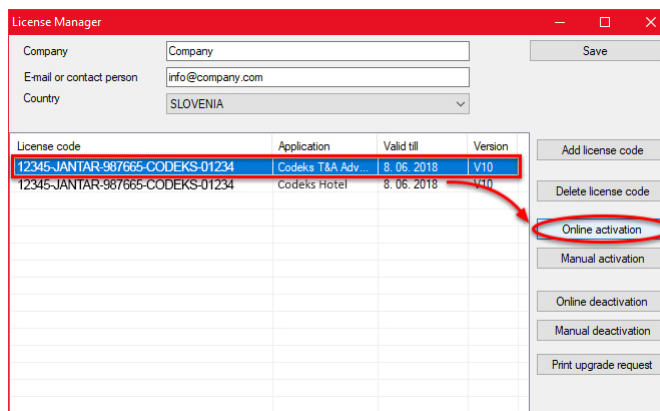 License Manager
Company Company Save
E-mail or contact person info@company.com
Country SLOVENIA
License code Application Valid till Version
12345-JANTAR-987665-CODEKS-01234 Codeks T&A Adv... 8. 06. 2018 V10
12345-JANTAR-987665-CODEKS-01234 Codeks Hotel 8. 06. 2018 V10
Add license code
Delete license code
Online activation
Manual activation
Online deactivation
Manual deactivation
Print upgrade request